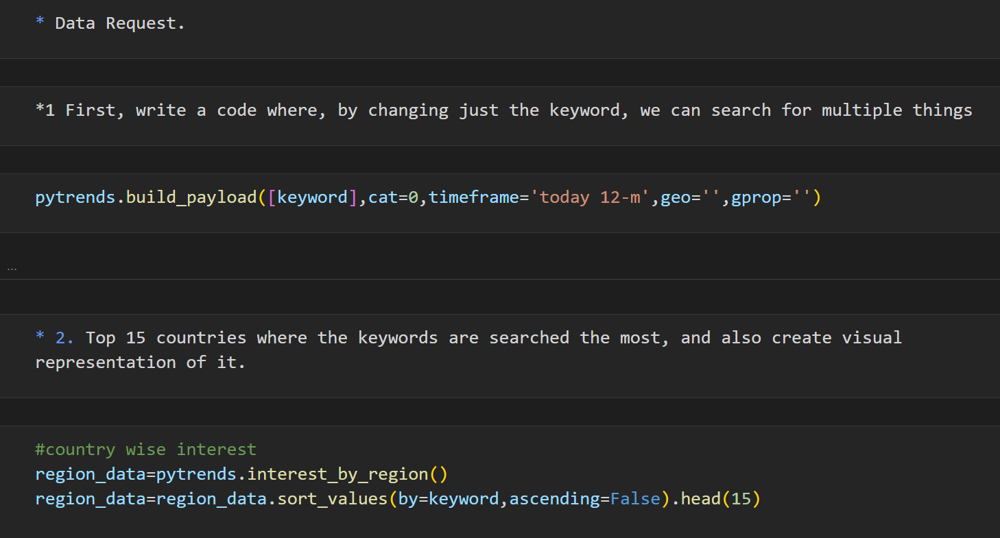 * Data Request.
*1 First, write a code where, by changing just the keyword, we can search for multiple things
pytrends.build_payload([keyword],cat=0,timeframe='today 12-m',geo='',gprop='')
...
* 2. Top 15 countries where the keywords are searched the most, and also create visual
representation of it.
#country wise interest
region_data=pytrends.interest_by_region()
region_data=region_data.sort_values(by=keyword,ascending=False).head(15)